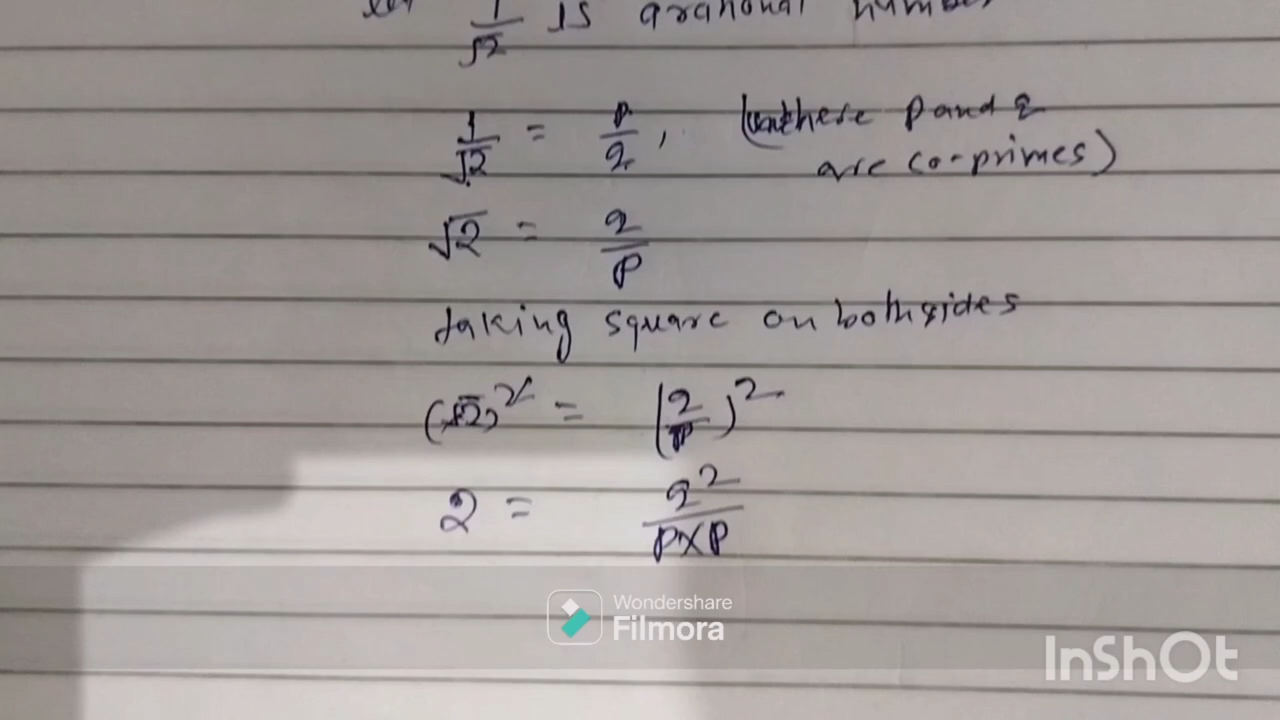 let 1/√2 is a rational number
1/√2 = p/q, (where p and q
are co-primes)
√2 = q/p
taking square on both sides
(√2)² = (q/p)²
2 = q²/p×p
Wondershare
Filmora
InShOt